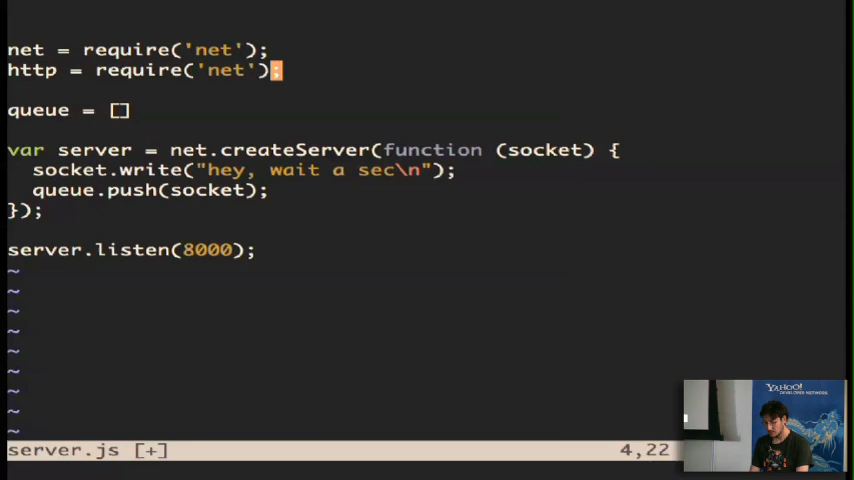 net = require('net');
http = require('net');
queue = []
var server = net.createServer(function (socket) {
  socket.write("hey, wait a sec\n");
  queue.push(socket);
});
server.listen(8000);
~
~
~
~
~
~
~
~
~
server.js [+] 4,22
YAHOO!
DEVELOPER NETWORK